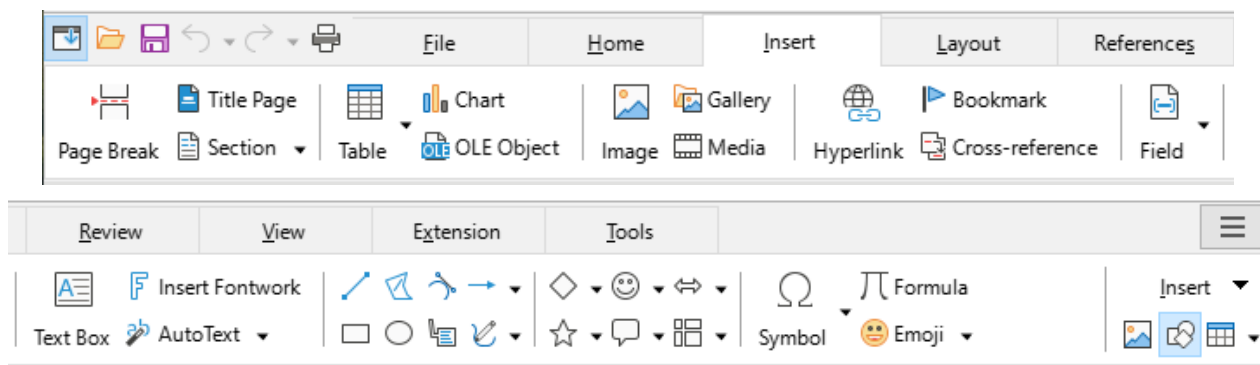 File Home Insert Layout References
Title Page Chart Gallery Bookmark
Page Break Section Table OLE Object Image Media Hyperlink Cross-reference Field
Review View Extension Tools
Insert Fontwork Formula Insert
Text Box AutoText Symbol Emoji